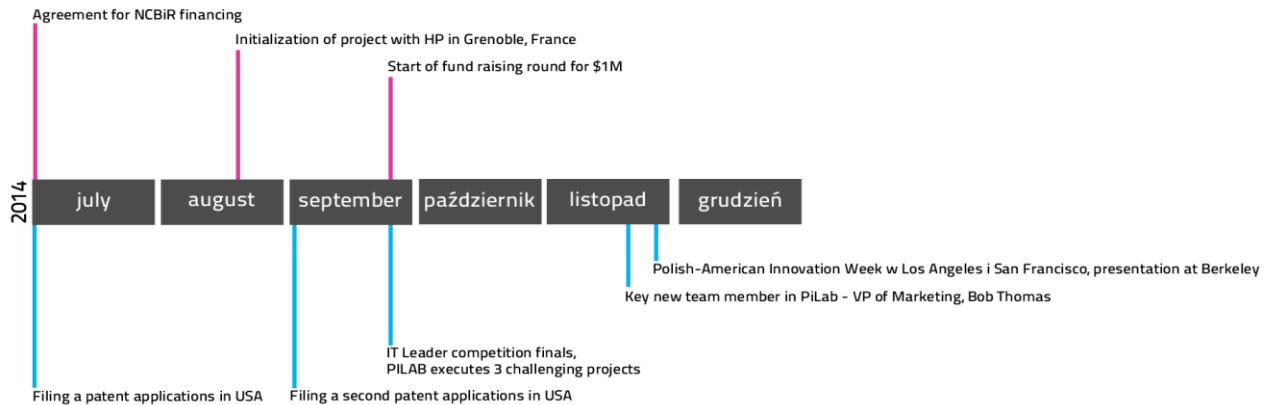 Agreement for NCBiR financing
Initialization of project with HP in Grenoble, France
Start of fund raising round for $1M
2014
july
august
september
październik
listopad
grudzień
Polish-American Innovation Week w Los Angeles i San Francisco, presentation at Berkeley
Key new team member in PiLab - VP of Marketing, Bob Thomas
IT Leader competition finals,
PILAB executes 3 challenging projects
Filing a patent applications in USA
Filing a second patent applications in USA